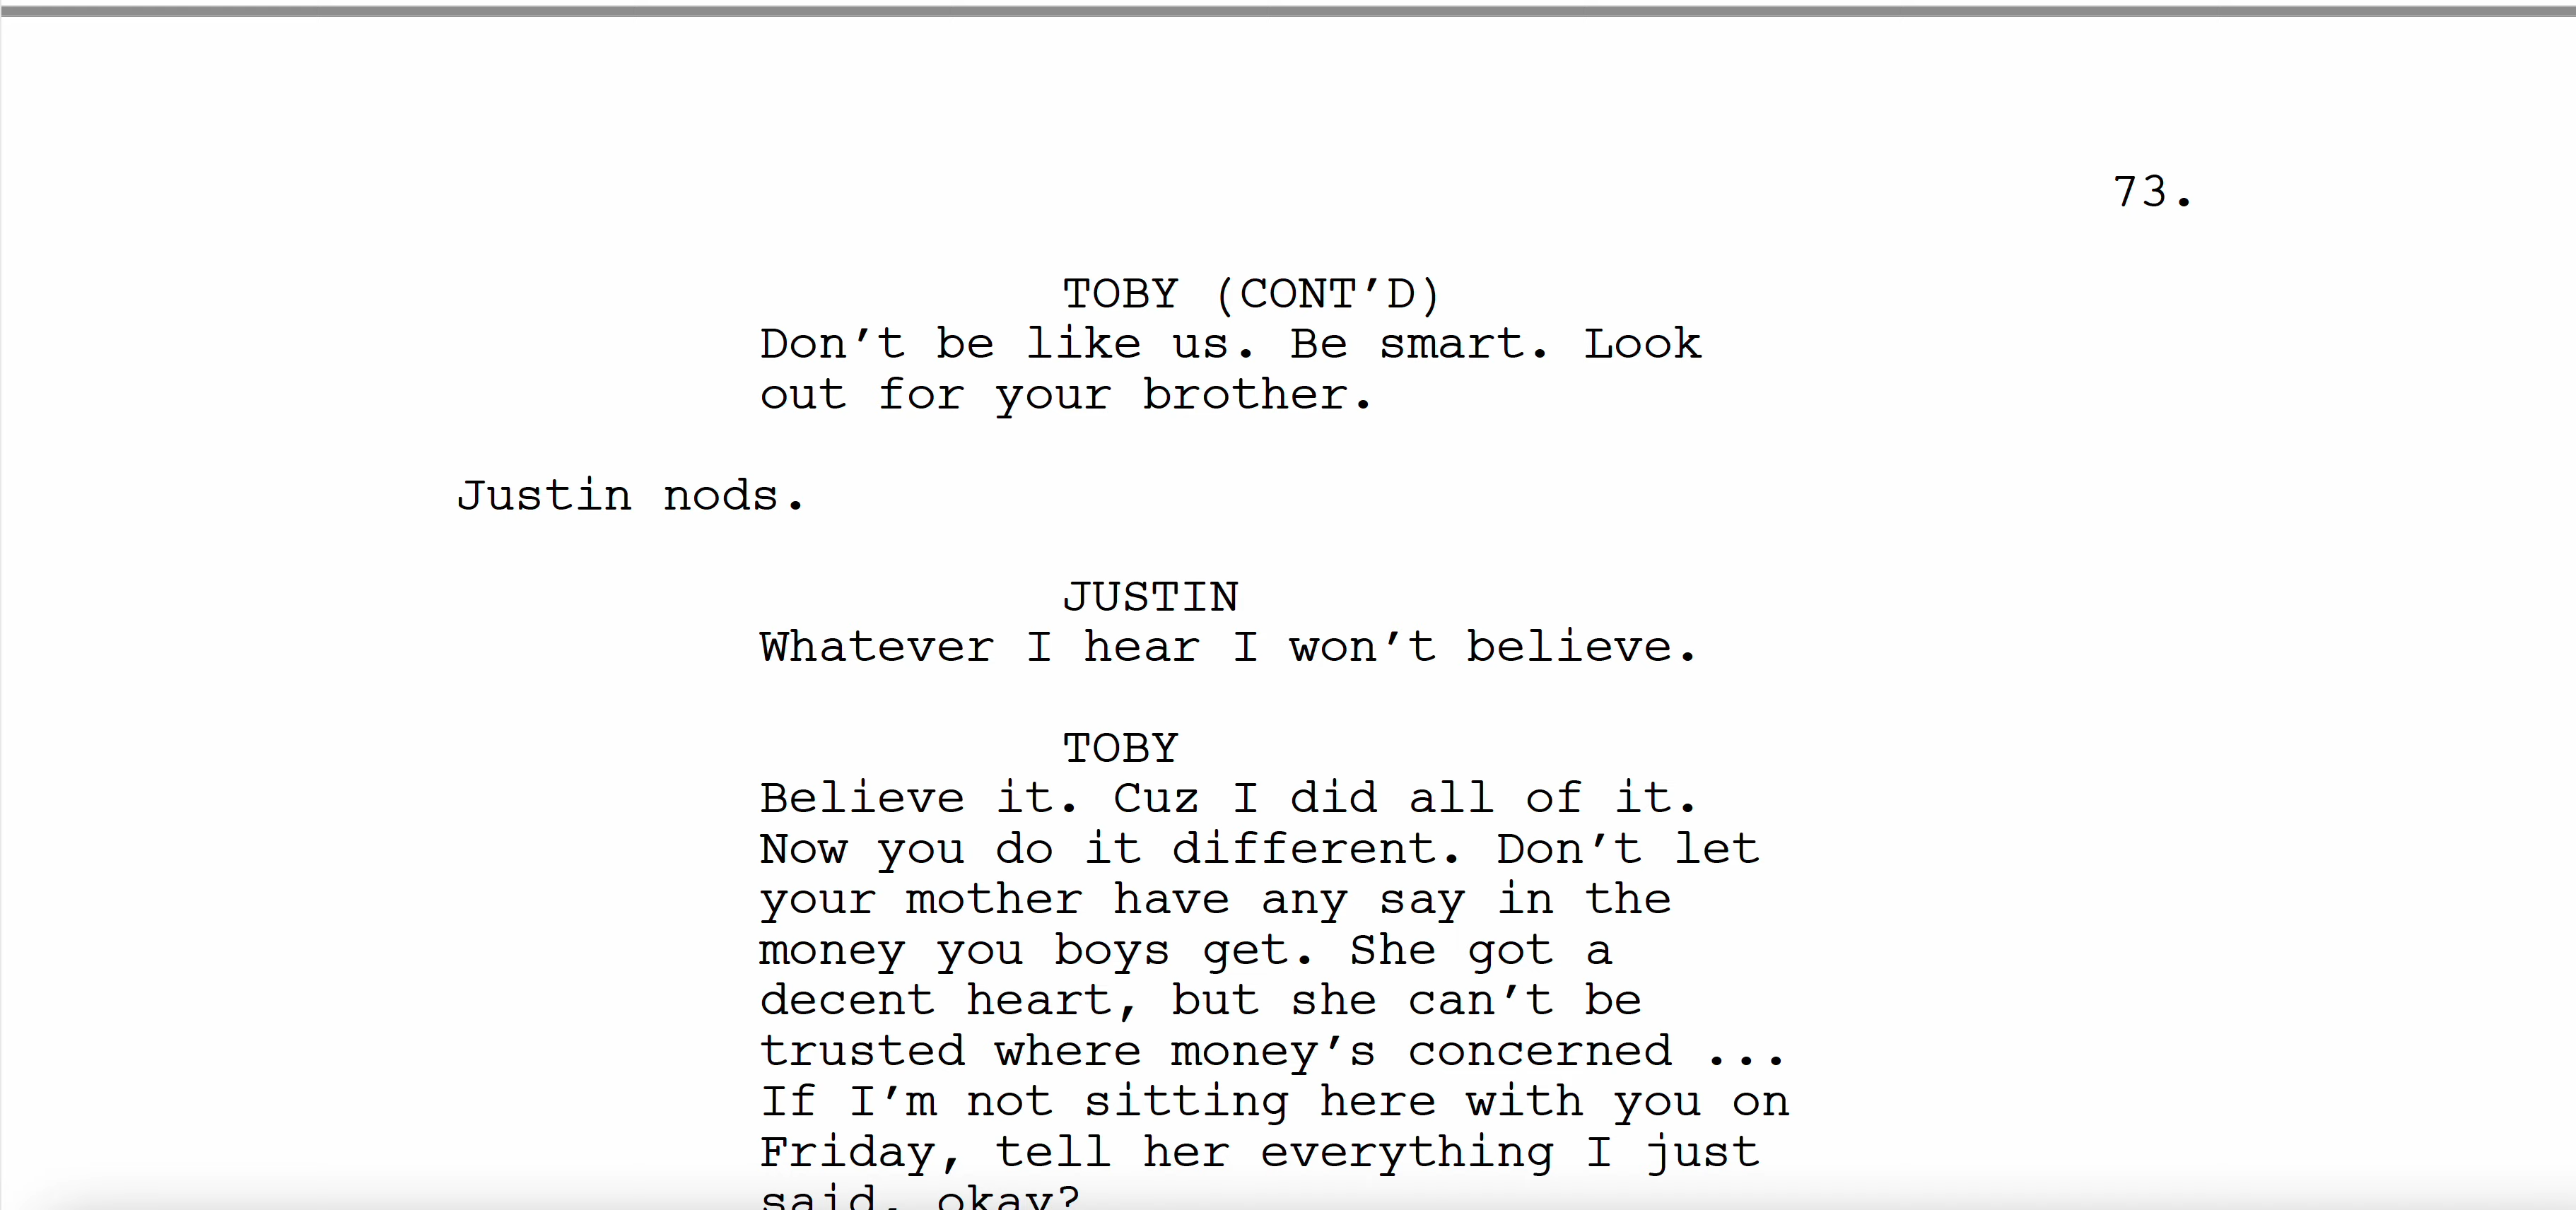 73.
TOBY (CONT'D)
Don't be like us. Be smart. Look
out for your brother.
Justin nods.
JUSTIN
Whatever I hear I won't believe.
TOBY
Believe it. Cuz I did all of it.
Now you do it different. Don't let
your mother have any say in the
money you boys get. She got a
decent heart, but she can't be
trusted where money's concerned ...
If I'm not sitting here with you on
Friday, tell her everything I just
said, okay?